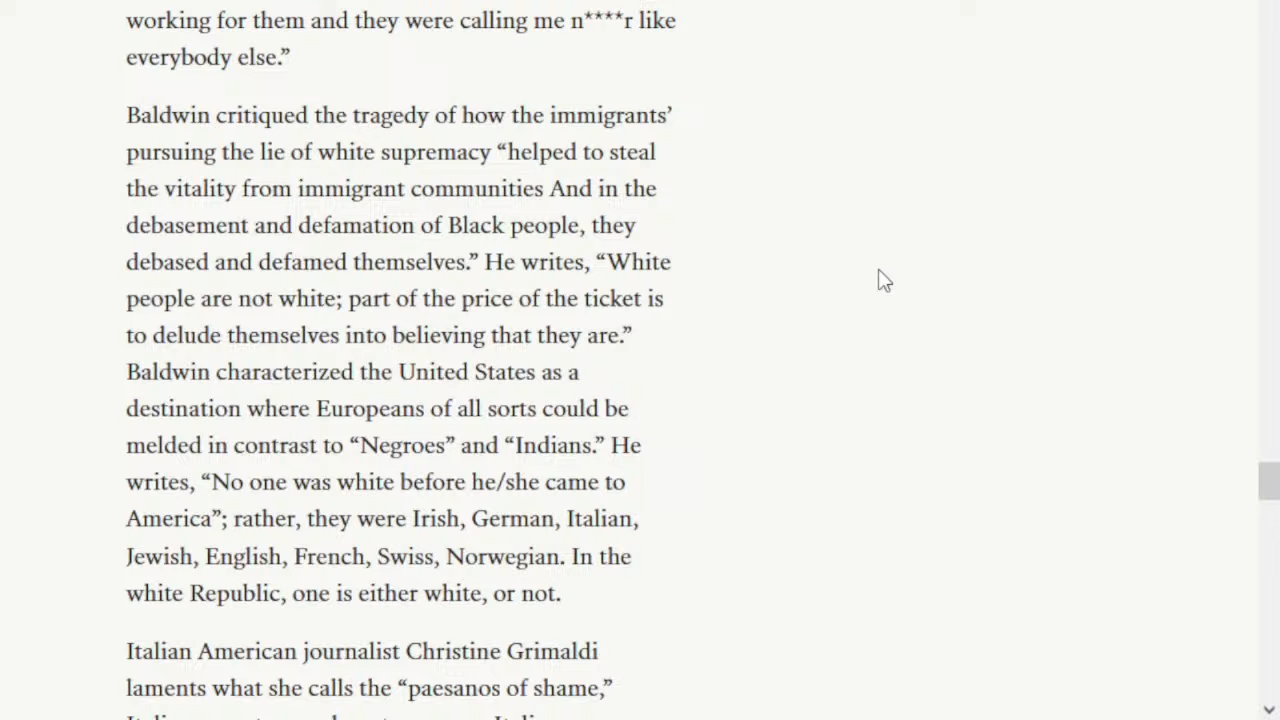 working for them and they were calling me n****r like
everybody else.”
Baldwin critiqued the tragedy of how the immigrants’
pursuing the lie of white supremacy “helped to steal
the vitality from immigrant communities And in the
debasement and defamation of Black people, they
debased and defamed themselves.” He writes, “White
people are not white; part of the price of the ticket is
to delude themselves into believing that they are.”
Baldwin characterized the United States as a
destination where Europeans of all sorts could be
melded in contrast to “Negroes” and “Indians.” He
writes, “No one was white before he/she came to
America”; rather, they were Irish, German, Italian,
Jewish, English, French, Swiss, Norwegian. In the
white Republic, one is either white, or not.
Italian American journalist Christine Grimaldi
laments what she calls the “paesanos of shame,”